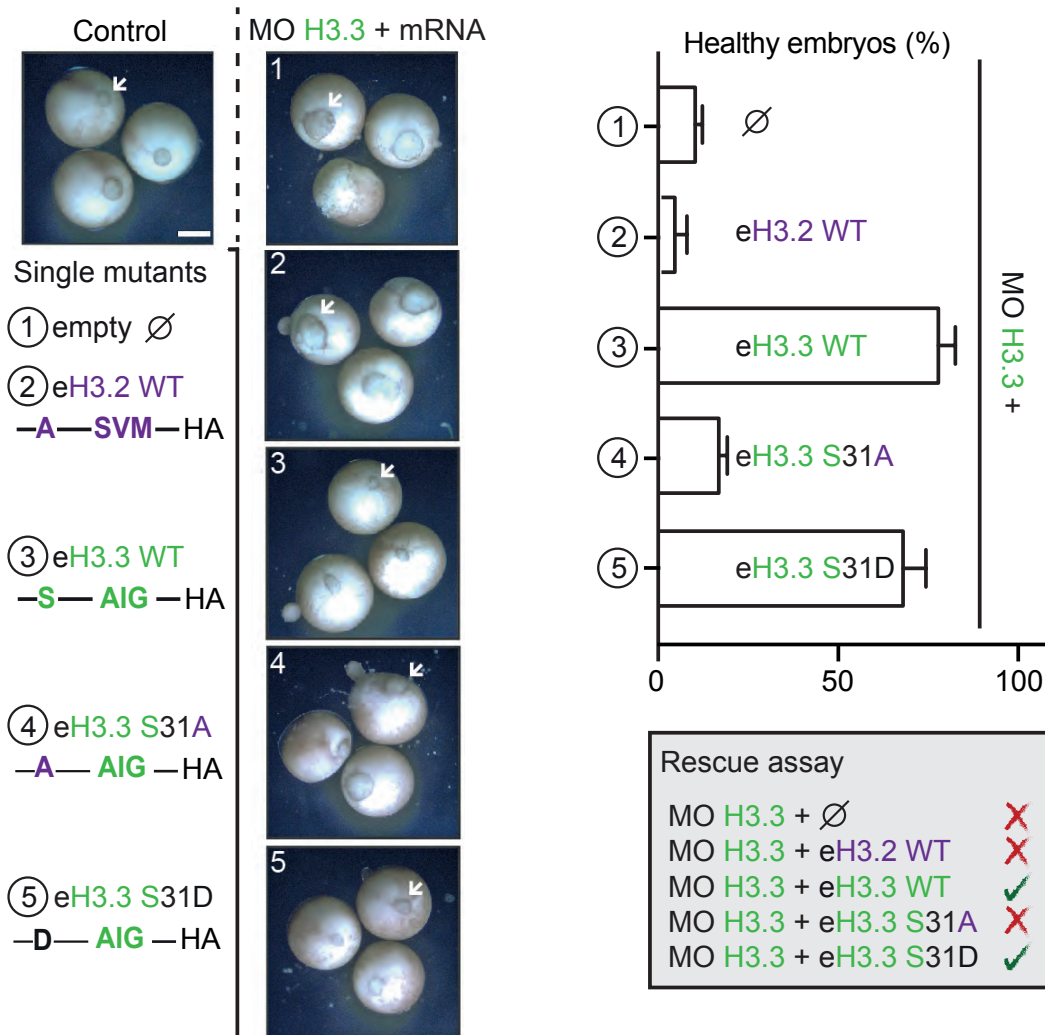 Control
MO H3.3 + mRNA
1
2
3
4
5
Single mutants
① empty ∅
② eH3.2 WT
–A—SVM–HA
③ eH3.3 WT
–S—AIG–HA
④ eH3.3 S31A
–A—AIG–HA
⑤ eH3.3 S31D
–D—AIG–HA
Healthy embryos (%)
① ∅
② eH3.2 WT
③ eH3.3 WT
④ eH3.3 S31A
⑤ eH3.3 S31D
MO H3.3 +
0 50 100
Rescue assay
MO H3.3 + ∅ ✗
MO H3.3 + eH3.2 WT ✗
MO H3.3 + eH3.3 WT ✓
MO H3.3 + eH3.3 S31A ✗
MO H3.3 + eH3.3 S31D ✓